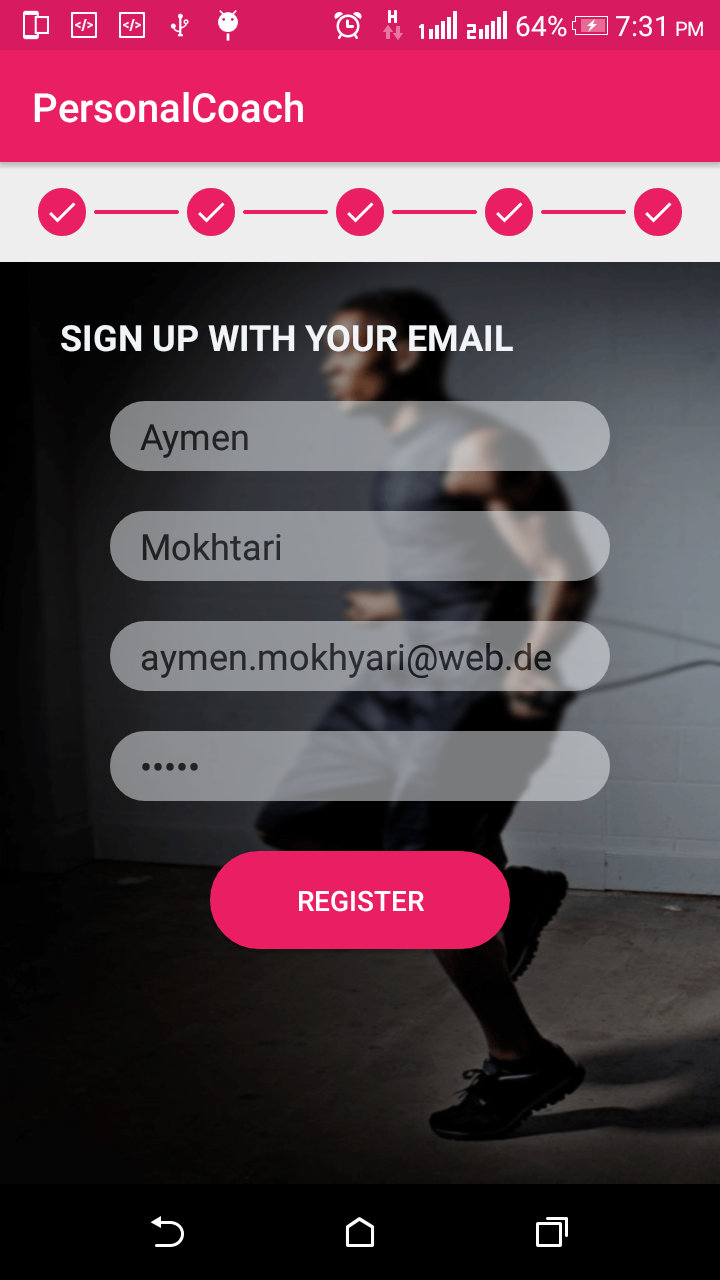 64% 7:31 PM
PersonalCoach
SIGN UP WITH YOUR EMAIL
Aymen
Mokhtari
aymen.mokhyari@web.de
•••••
REGISTER